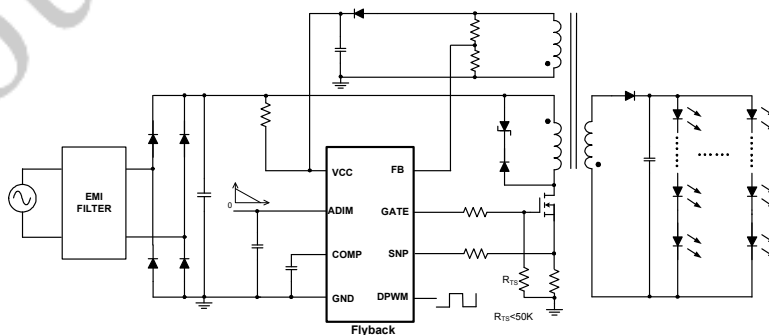 VCC
FB
EMI
FILTER
0
ADIM
GATE
COMP
SNP
RTS
GND
DPWM
RTS<50K
Flyback